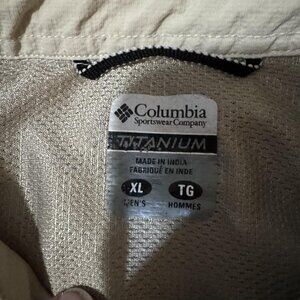 Columbia
Sportswear Company
TITANIUM
MADE IN INDIA
FABRIQUÉ EN INDE
XL TG
MEN'S HOMMES